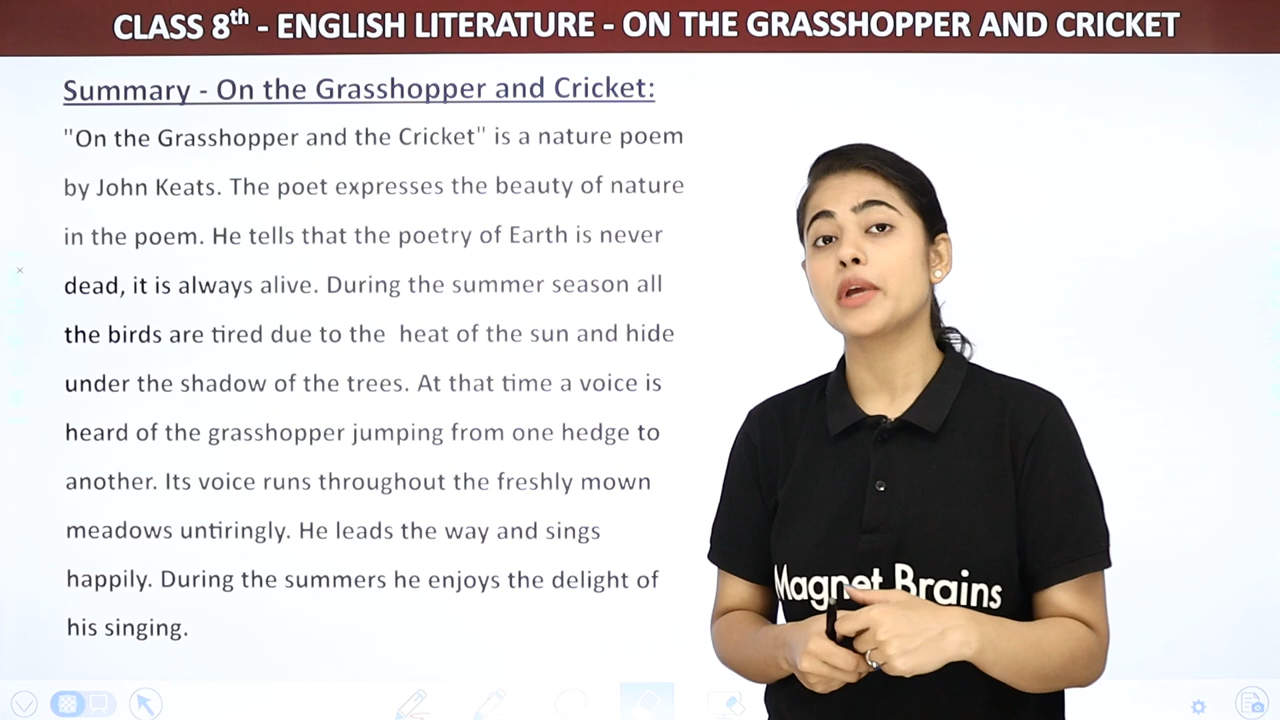 CLASS 8th - ENGLISH LITERATURE - ON THE GRASSHOPPER AND CRICKET
Summary - On the Grasshopper and Cricket:
"On the Grasshopper and the Cricket" is a nature poem
by John Keats. The poet expresses the beauty of nature
in the poem. He tells that the poetry of Earth is never
dead, it is always alive. During the summer season all
the birds are tired due to the  heat of the sun and hide
under the shadow of the trees. At that time a voice is
heard of the grasshopper jumping from one hedge to
another. Its voice runs throughout the freshly mown
meadows untiringly. He leads the way and sings
happily. During the summers he enjoys the delight of
his singing.
Magnet Brains